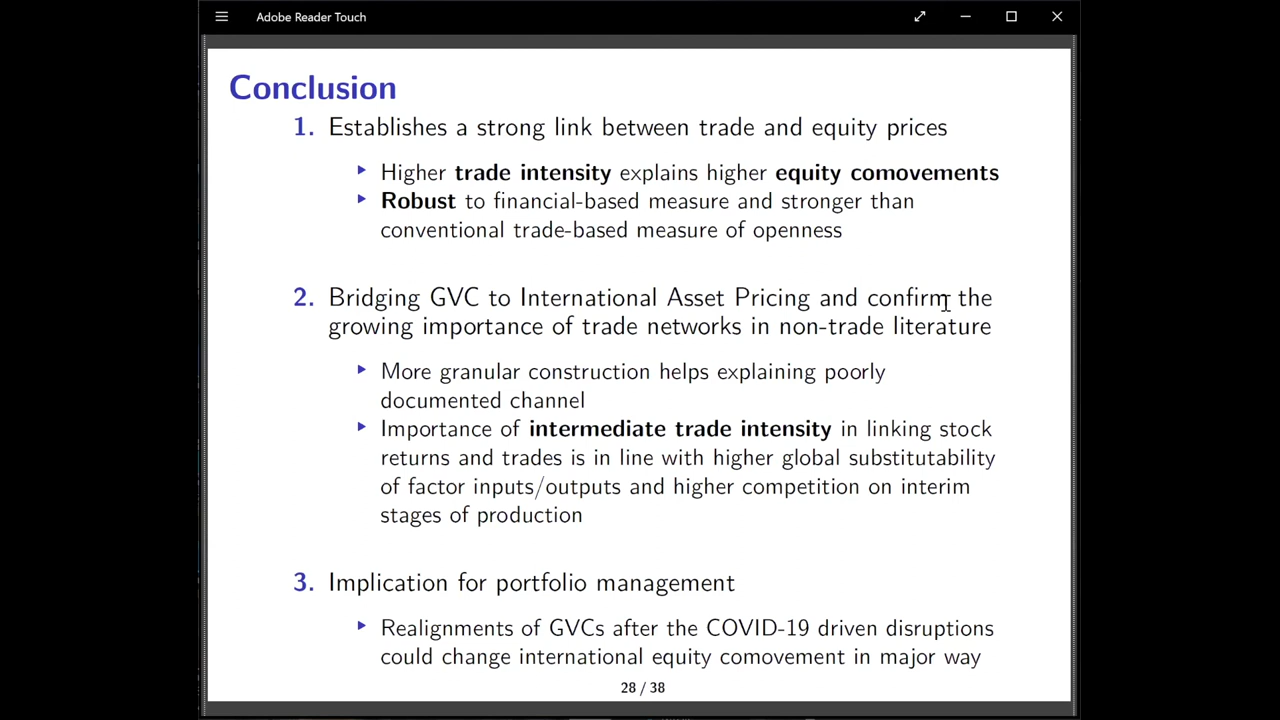 Adobe Reader Touch
Conclusion
1. Establishes a strong link between trade and equity prices
Higher trade intensity explains higher equity comovements
Robust to financial-based measure and stronger than
conventional trade-based measure of openness
2. Bridging GVC to International Asset Pricing and confirm the
growing importance of trade networks in non-trade literature
More granular construction helps explaining poorly
documented channel
Importance of intermediate trade intensity in linking stock
returns and trades is in line with higher global substitutability
of factor inputs/outputs and higher competition on interim
stages of production
3. Implication for portfolio management
Realignments of GVCs after the COVID-19 driven disruptions
could change international equity comovement in major way
28 / 38